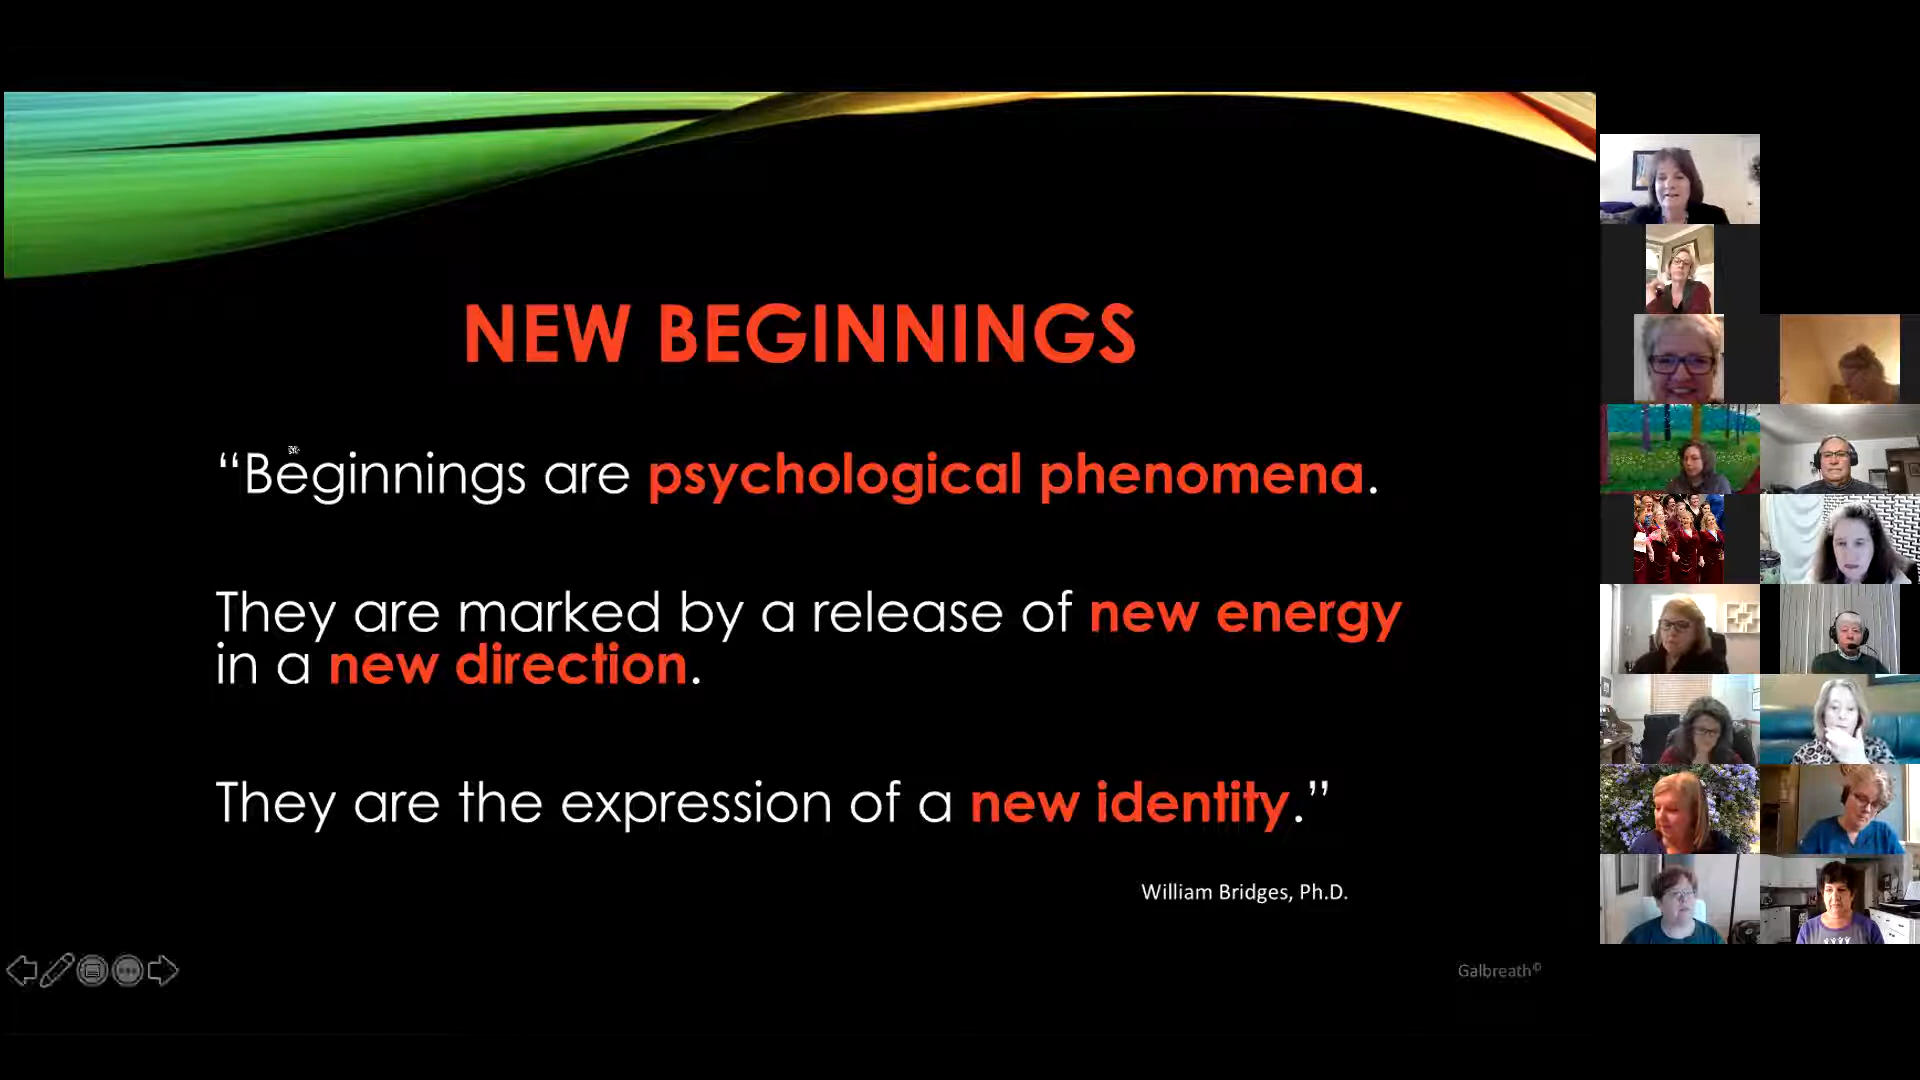 NEW BEGINNINGS
“Beginnings are psychological phenomena.
They are marked by a release of new energy
in a new direction.
They are the expression of a new identity.”
William Bridges, Ph.D.
Galbreath©